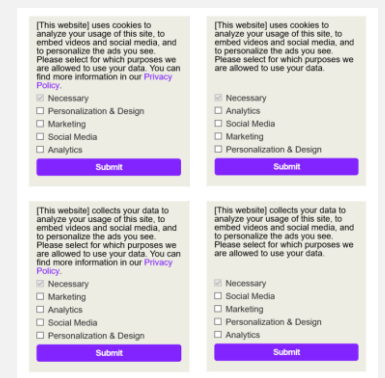 [This website] uses cookies to
analyze your usage of this site, to
embed videos and social media, and
to personalize the ads you see.
Please select for which purposes we
are allowed to use your data. You can
find more information in our Privacy
Policy.
Necessary
Personalization & Design
Marketing
Social Media
Analytics
Submit
[This website] uses cookies to
analyze your usage of this site, to
embed videos and social media, and
to personalize the ads you see.
Please select for which purposes we
are allowed to use your data.
Necessary
Analytics
Social Media
Marketing
Personalization & Design
Submit
[This website] collects your data to
analyze your usage of this site, to
embed videos and social media, and
to personalize the ads you see.
Please select for which purposes we
are allowed to use your data. You can
find more information in our Privacy
Policy.
Necessary
Marketing
Analytics
Social Media
Personalization & Design
Submit
[This website] collects your data to
analyze your usage of this site, to
embed videos and social media, and
to personalize the ads you see.
Please select for which purposes we
are allowed to use your data.
Necessary
Social Media
Marketing
Personalization & Design
Analytics
Submit